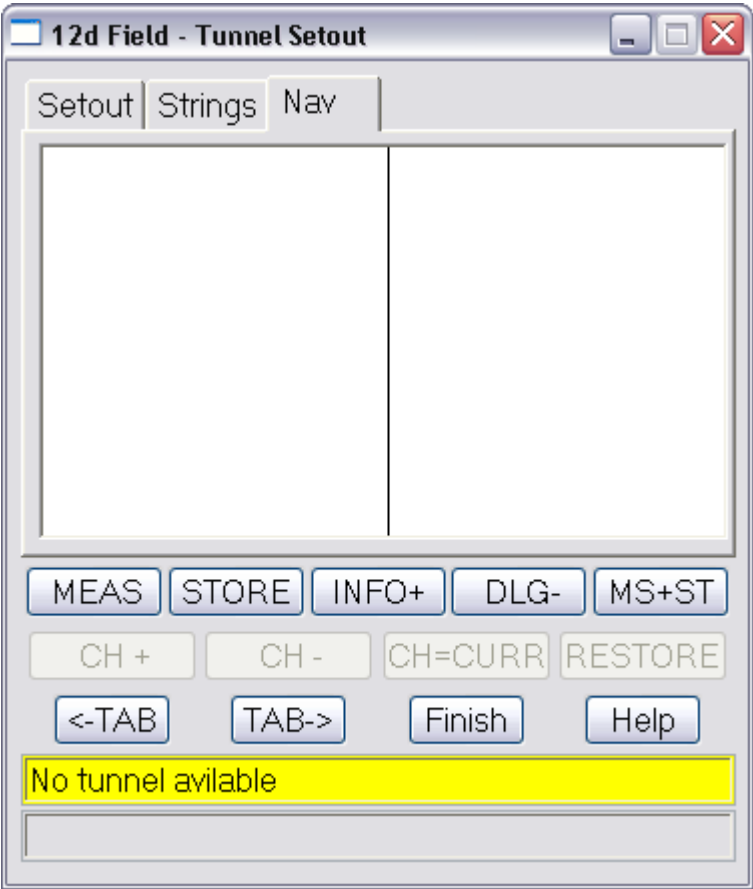 12d Field - Tunnel Setout
Setout Strings Nav
MEAS STORE INFO+ DLG- MS+ST
CH + CH - CH=CURR RESTORE
<-TAB TAB-> Finish Help
No tunnel avilable